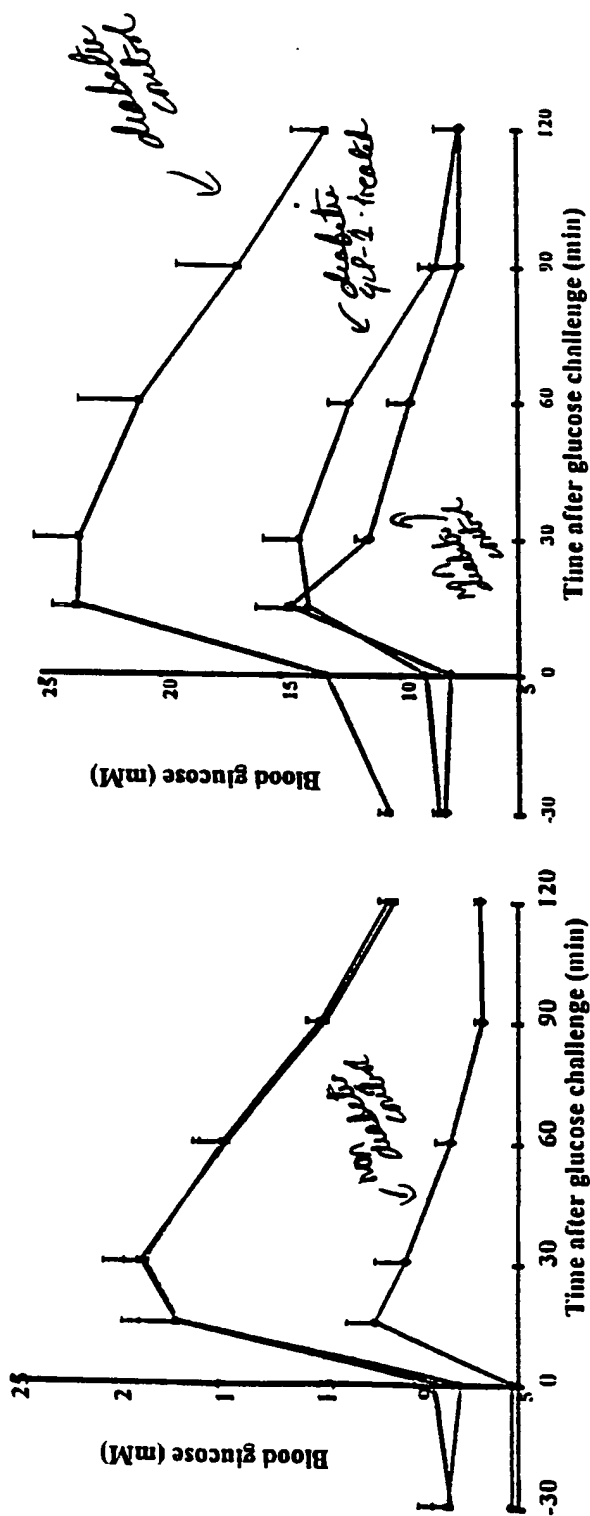 Blood glucose (mM)
25
2
1
5
-30
0
30
60
90
120
Time after glucose challenge (min)
non
diabetic
control
Blood glucose (mM)
25
20
15
10
5
-30
0
30
60
90
120
Time after glucose challenge (min)
diabetic
control
diabetic
GLP-1-treated
diabetic
control